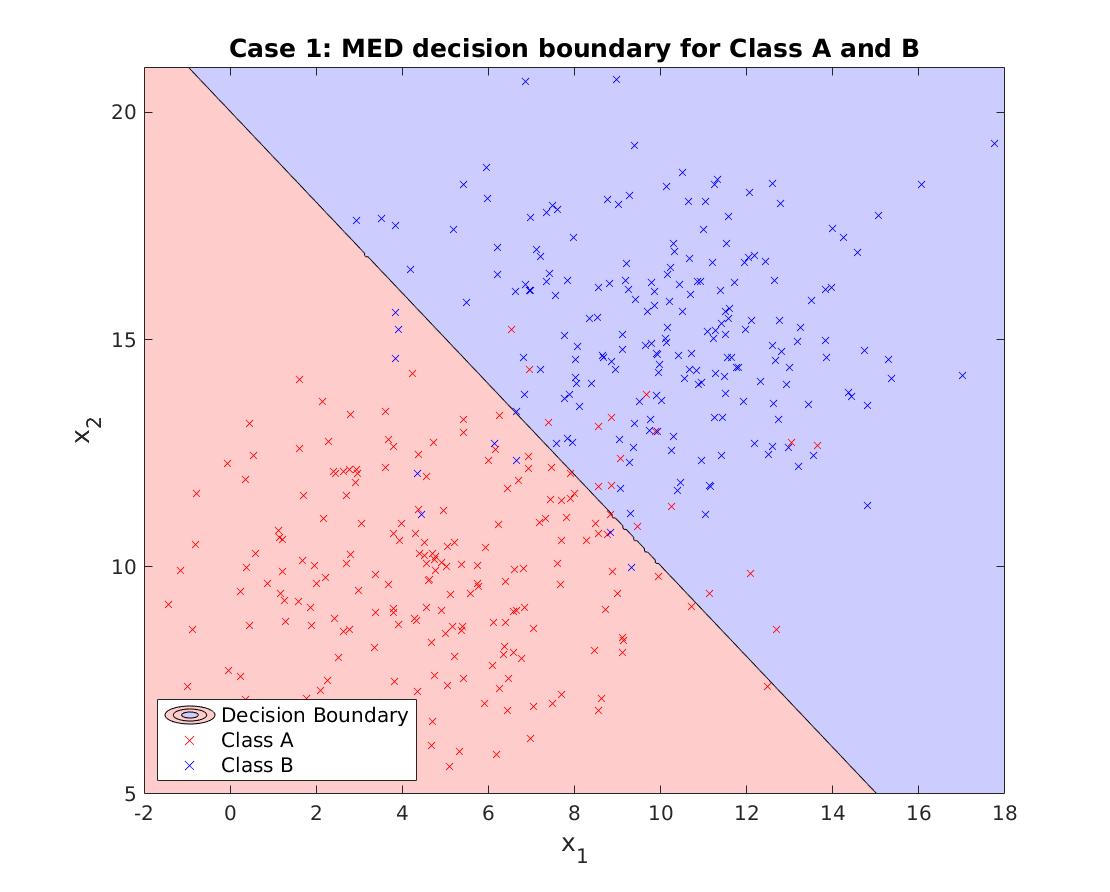 Case 1: MED decision boundary for Class A and B
20
15
10
5
x2
Decision Boundary
Class A
Class B
-2 0 2 4 6 8 10 12 14 16 18
x1